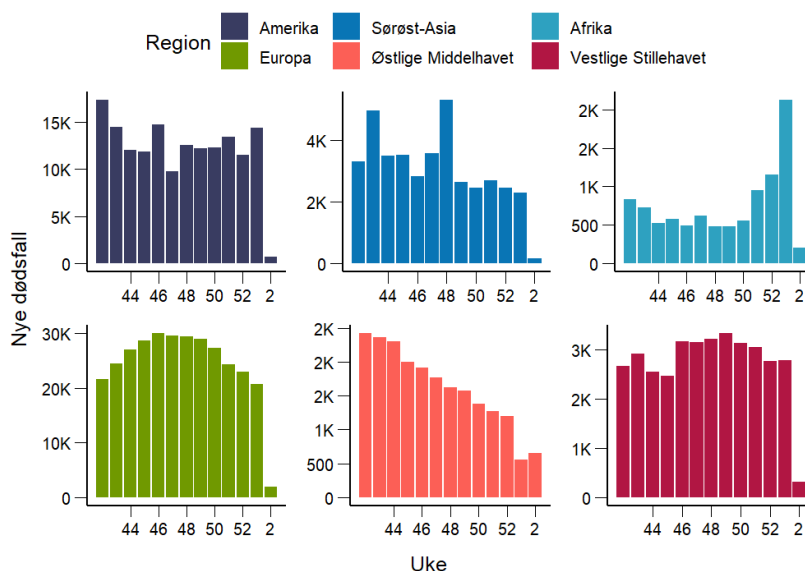 Region
Amerika Sørøst-Asia Afrika
Europa Østlige Middelhavet Vestlige Stillehavet
Nye dødsfall
15K
10K
5K
0
44 46 48 50 52 2
4K
2K
0
44 46 48 50 52 2
2K
2K
1K
500
0
44 46 48 50 52 2
30K
20K
10K
0
44 46 48 50 52 2
2K
2K
2K
1K
500
0
44 46 48 50 52 2
3K
2K
1K
0
44 46 48 50 52 2
Uke